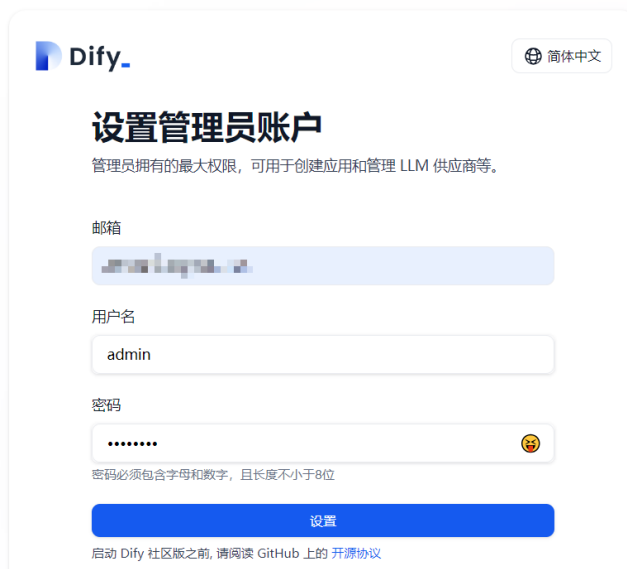 Dify_
简体中文
设置管理员账户
管理员拥有的最大权限，可用于创建应用和管理 LLM 供应商等。
邮箱
用户名
admin
密码
••••••••
密码必须包含字母和数字，且长度不小于8位
设置
启动 Dify 社区版之前, 请阅读 GitHub 上的 开源协议